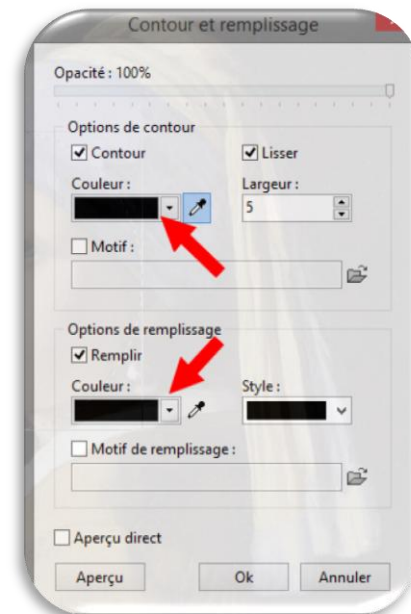 Contour et remplissage
Opacité : 100%
Options de contour
Contour
Lisser
Couleur :
Largeur :
5
Motif :
Options de remplissage
Remplir
Couleur :
Style :
Motif de remplissage :
Aperçu direct
Aperçu
Ok
Annuler